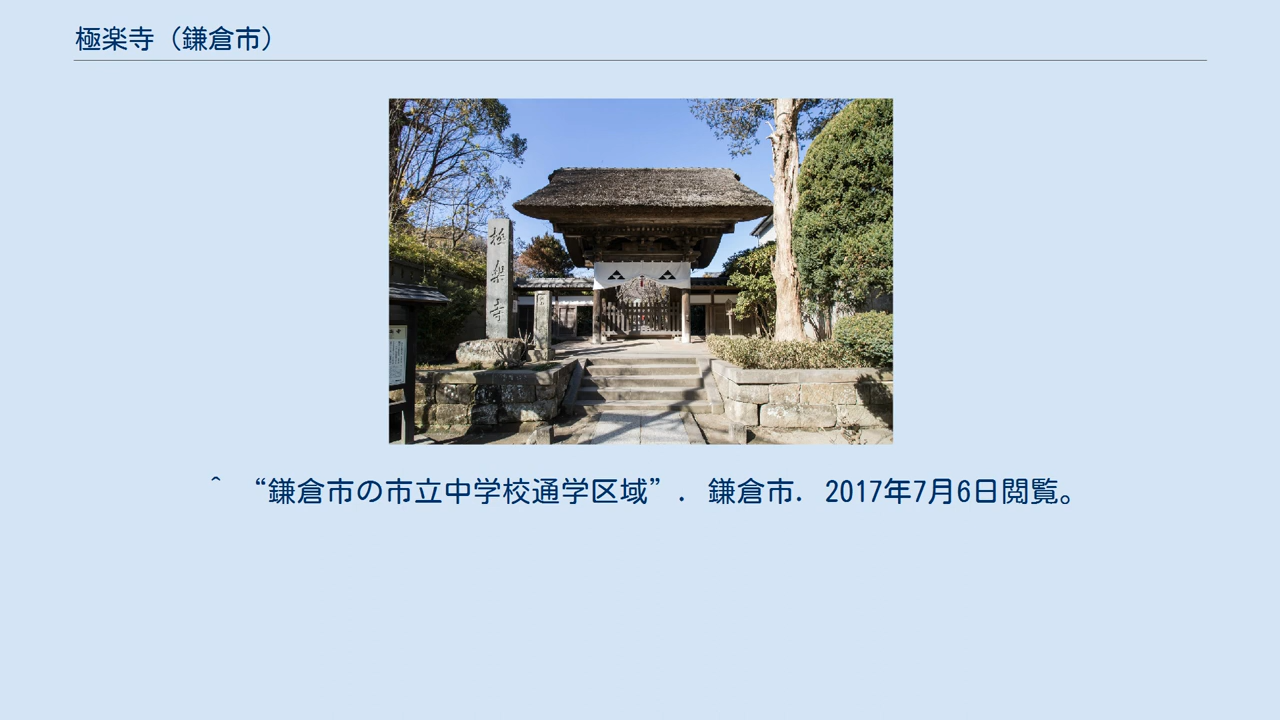 極楽寺（鎌倉市）
極楽寺
^ “鎌倉市の市立中学校通学区域”. 鎌倉市. 2017年7月6日閲覧。